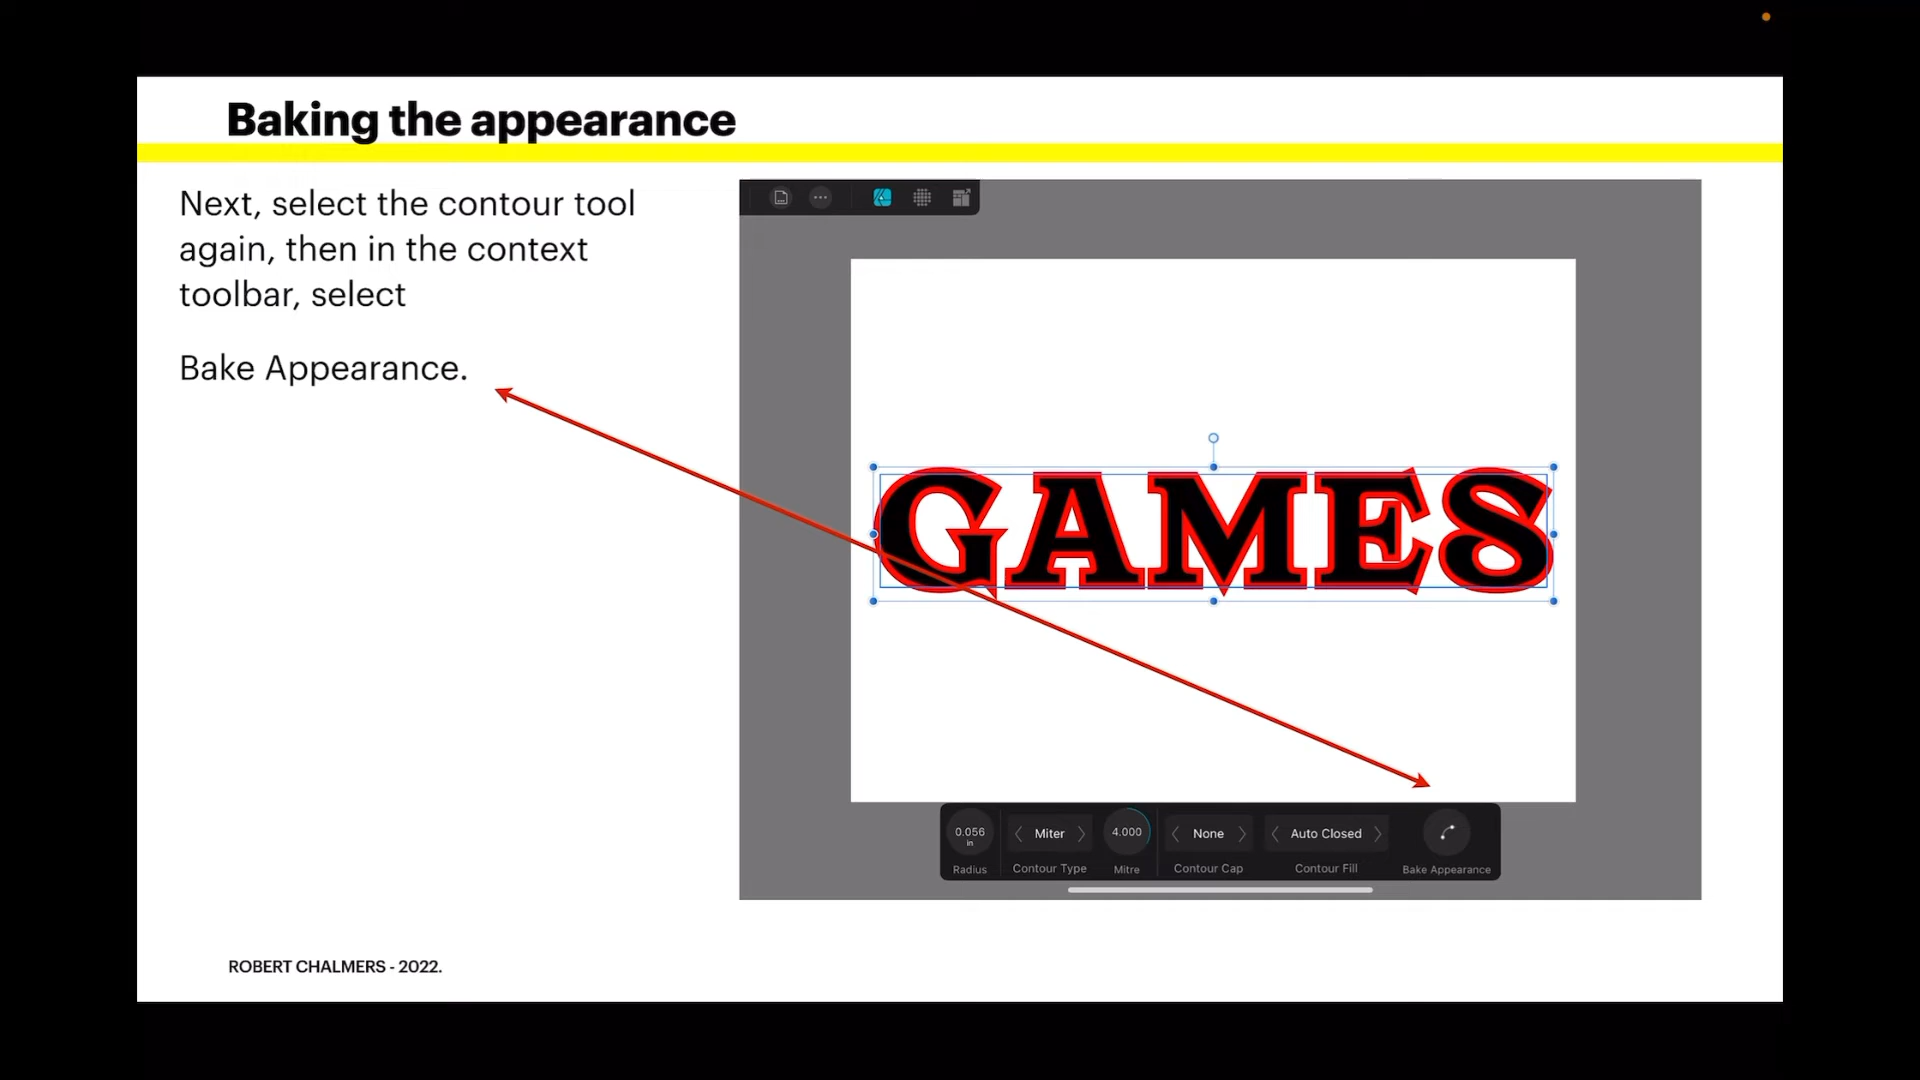 Baking the appearance
Next, select the contour tool
again, then in the context
toolbar, select
Bake Appearance.
GAMES
0.056
in
Radius
Miter
Contour Type
4.000
Mitre
None
Contour Cap
Auto Closed
Contour Fill
Bake Appearance
ROBERT CHALMERS - 2022.